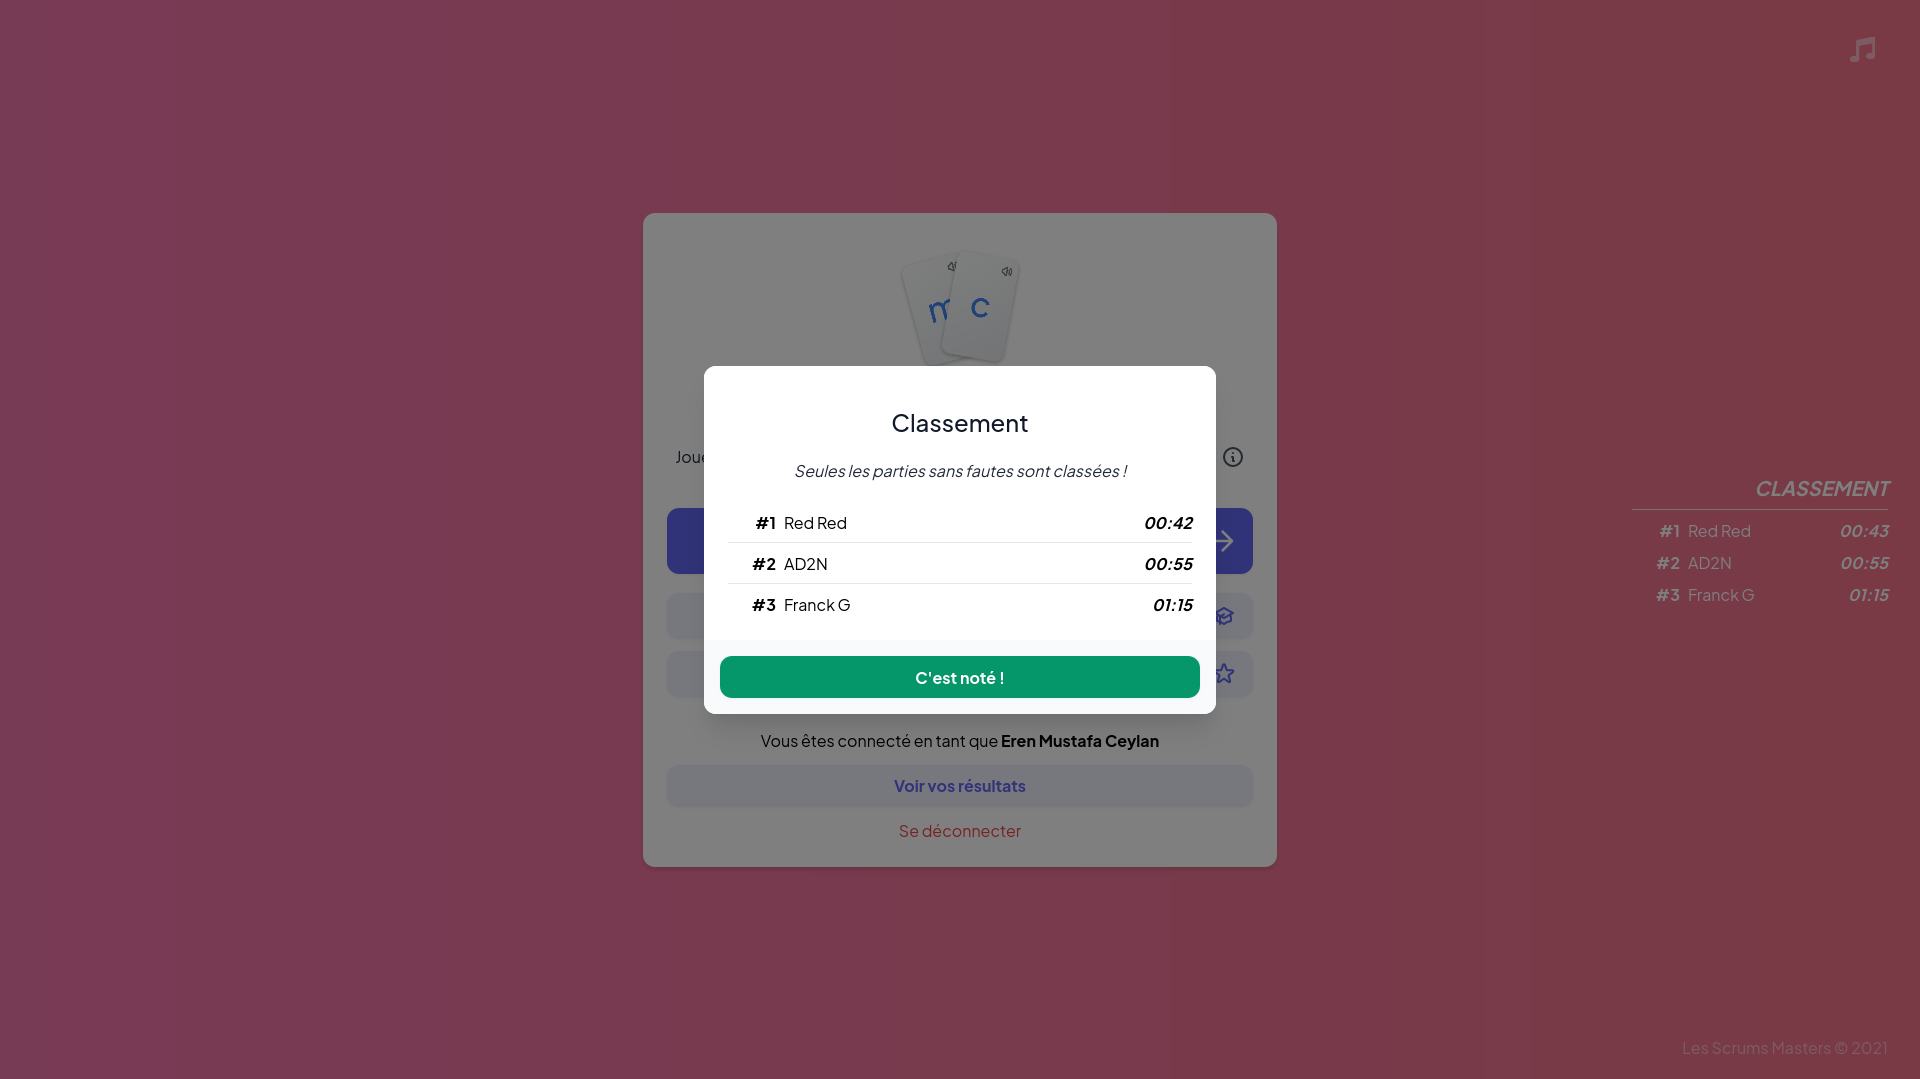 m
c
Classement
Seules les parties sans fautes sont classées !
#1 Red Red 00:42
#2 AD2N 00:55
#3 Franck G 01:15
C'est noté !
Vous êtes connecté en tant que Eren Mustafa Ceylan
Voir vos résultats
Se déconnecter
CLASSEMENT
#1 Red Red 00:43
#2 AD2N 00:55
#3 Franck G 01:15
Les Scrums Masters © 2021